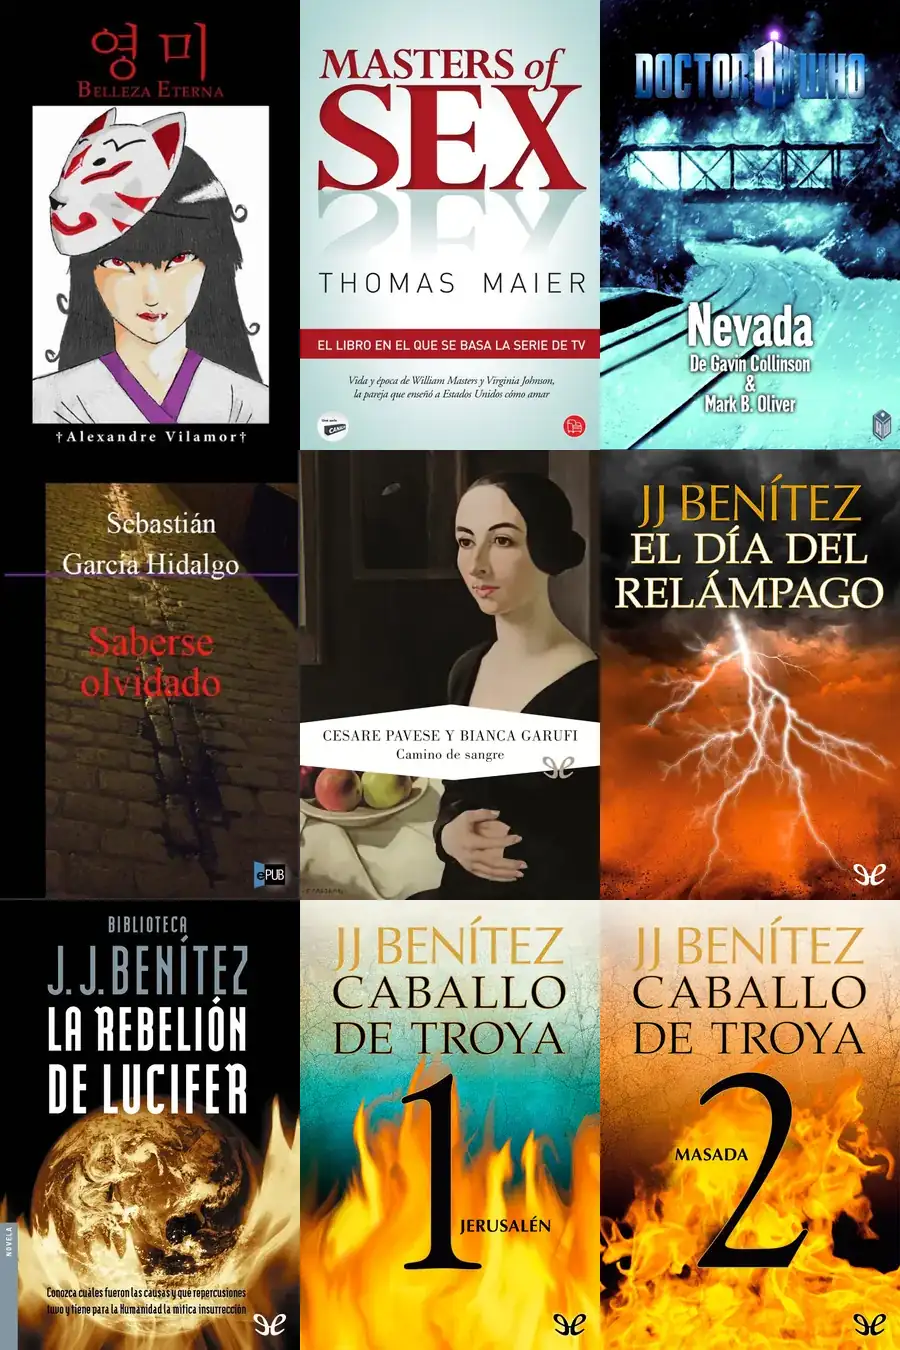 영 미
BELLEZA ETERNA
†Alexandre Vilamor†
MASTERS of
SEX
THOMAS MAIER
EL LIBRO EN EL QUE SE BASA LA SERIE DE TV
Vida y época de William Masters y Virginia Johnson,
la pareja que enseñó a Estados Unidos cómo amar
DOCTOR WHO
Nevada
De Gavin Collinson
&
Mark B. Oliver
Sebastián
García Hidalgo
Saberse
olvidado
ePUB
CESARE PAVESE Y BIANCA GARUFI
Camino de sangre
JJ BENÍTEZ
EL DÍA DEL
RELÁMPAGO
BIBLIOTECA
J. J. BENÍTEZ
LA REBELIÓN
DE LUCIFER
NOVELA
Conozca cuáles fueron las causas y qué repercusiones
tuvo y tiene para la Humanidad la mítica insurrección
JJ BENÍTEZ
CABALLO
DE TROYA
1
JERUSALÉN
JJ BENÍTEZ
CABALLO
DE TROYA
2
MASADA